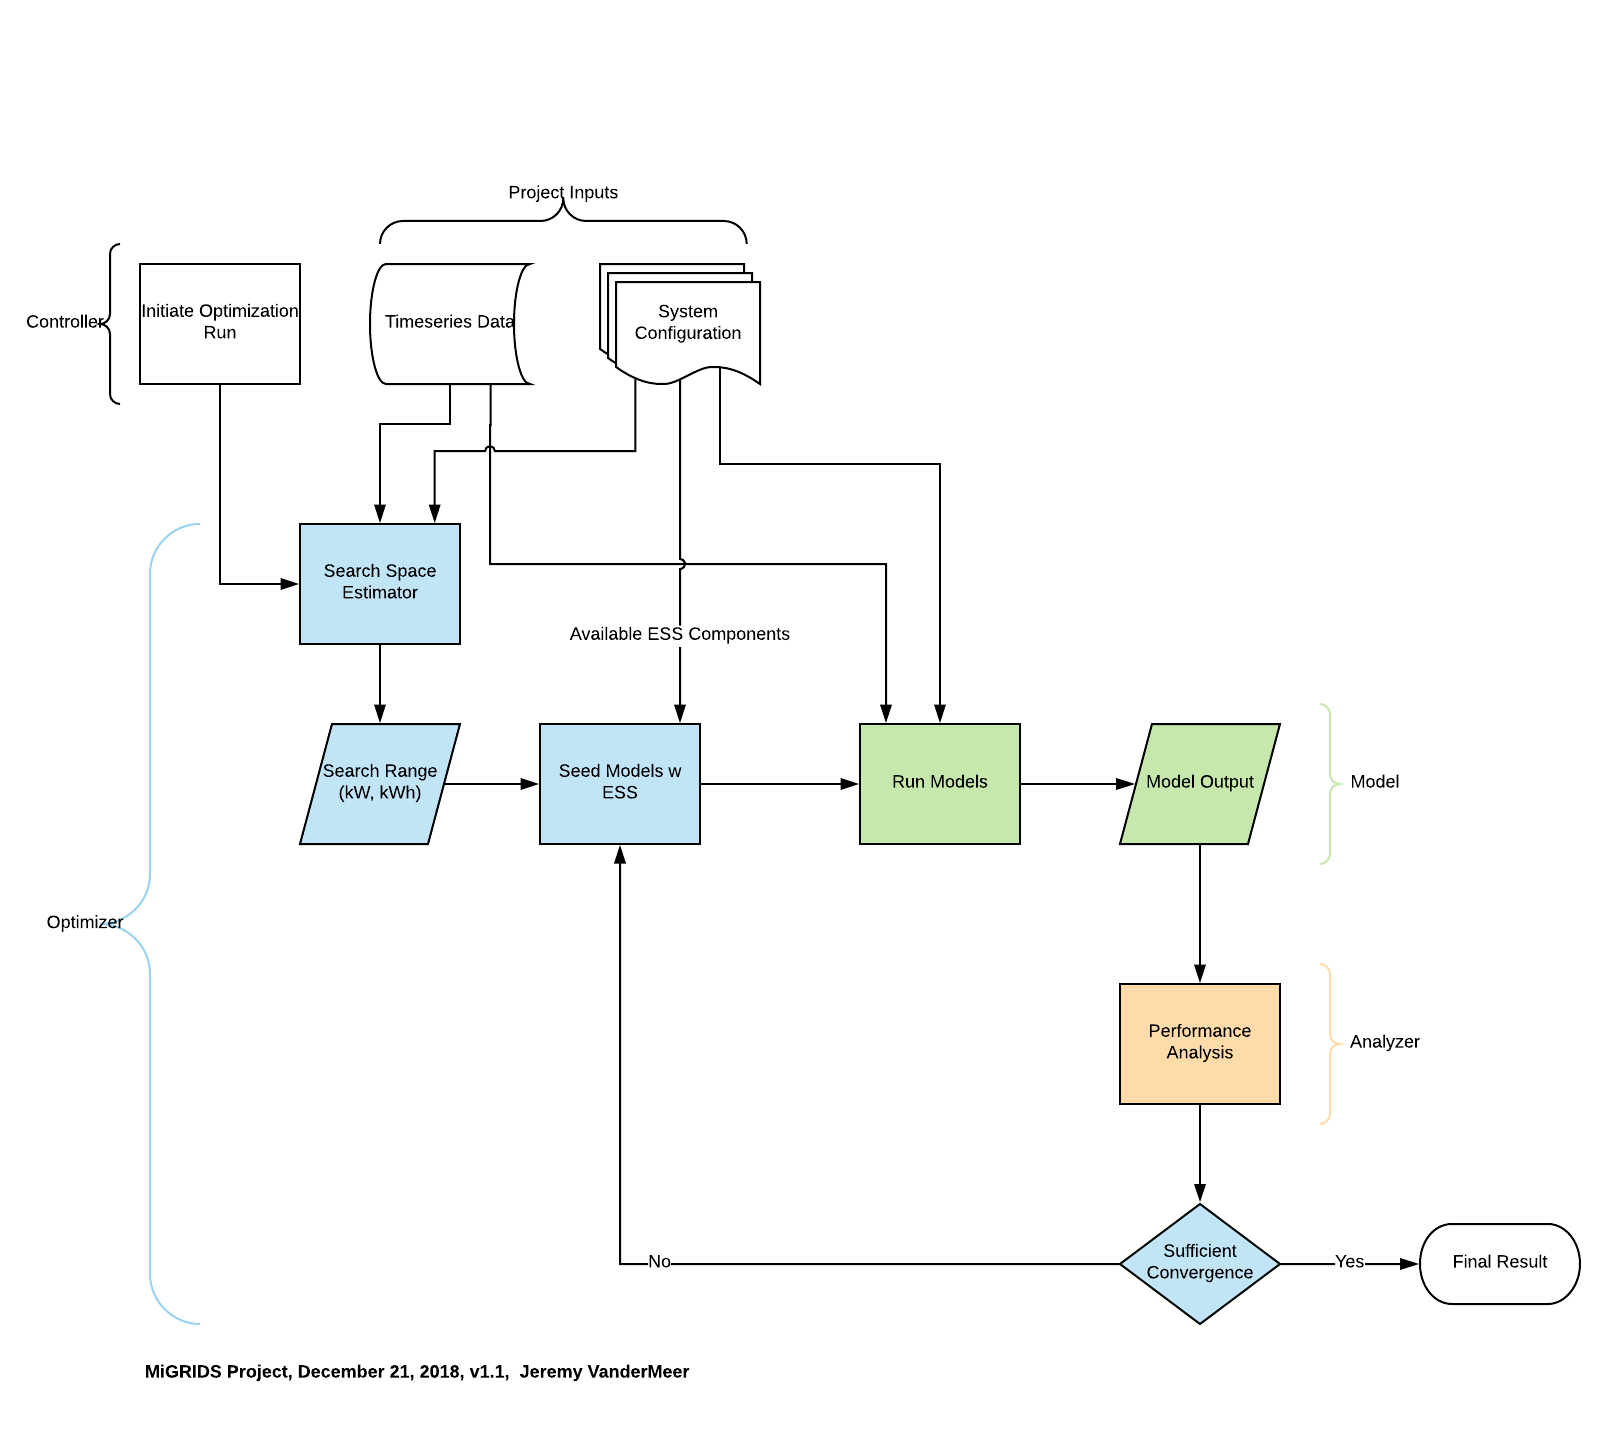 Project Inputs
Controller
Initiate Optimization
Run
Timeseries Data
System
Configuration
Search Space
Estimator
Available ESS Components
Search Range
(kW, kWh)
Seed Models w
ESS
Run Models
Model Output
Model
Optimizer
Performance
Analysis
Analyzer
Sufficient
Convergence
No
Yes
Final Result
MiGRIDS Project, December 21, 2018, v1.1,  Jeremy VanderMeer